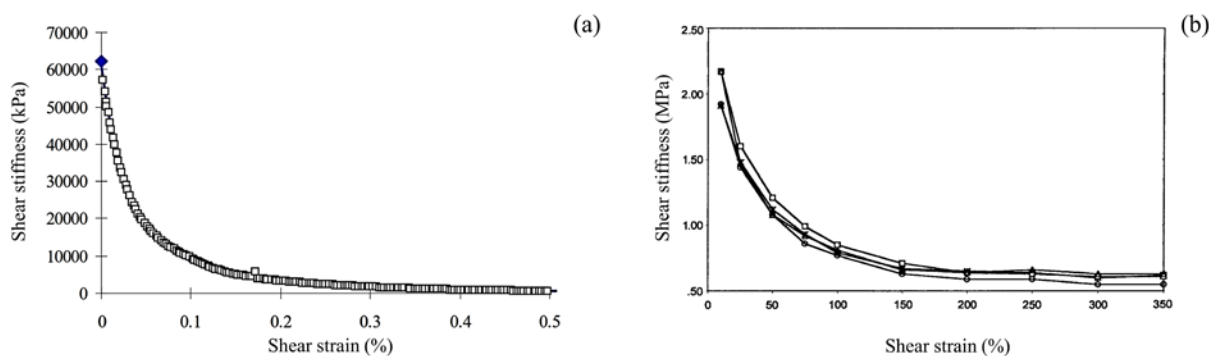 (a)
70000
60000
50000
40000
30000
20000
10000
0
Shear stiffness (kPa)
0 0.1 0.2 0.3 0.4 0.5
Shear strain (%)
(b)
2.50
2.00
1.50
1.00
.50
Shear stiffness (MPa)
0 50 100 150 200 250 300 350
Shear strain (%)